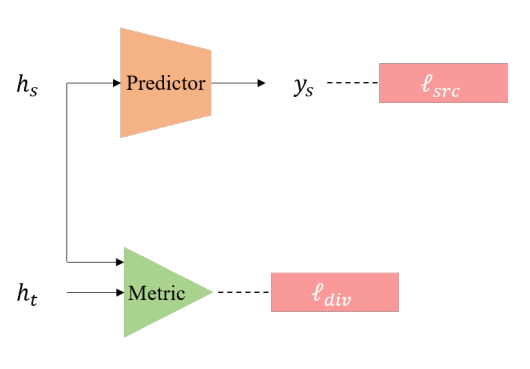 h_s
Predictor
y_s
ℓ_src
h_t
Metric
ℓ_div